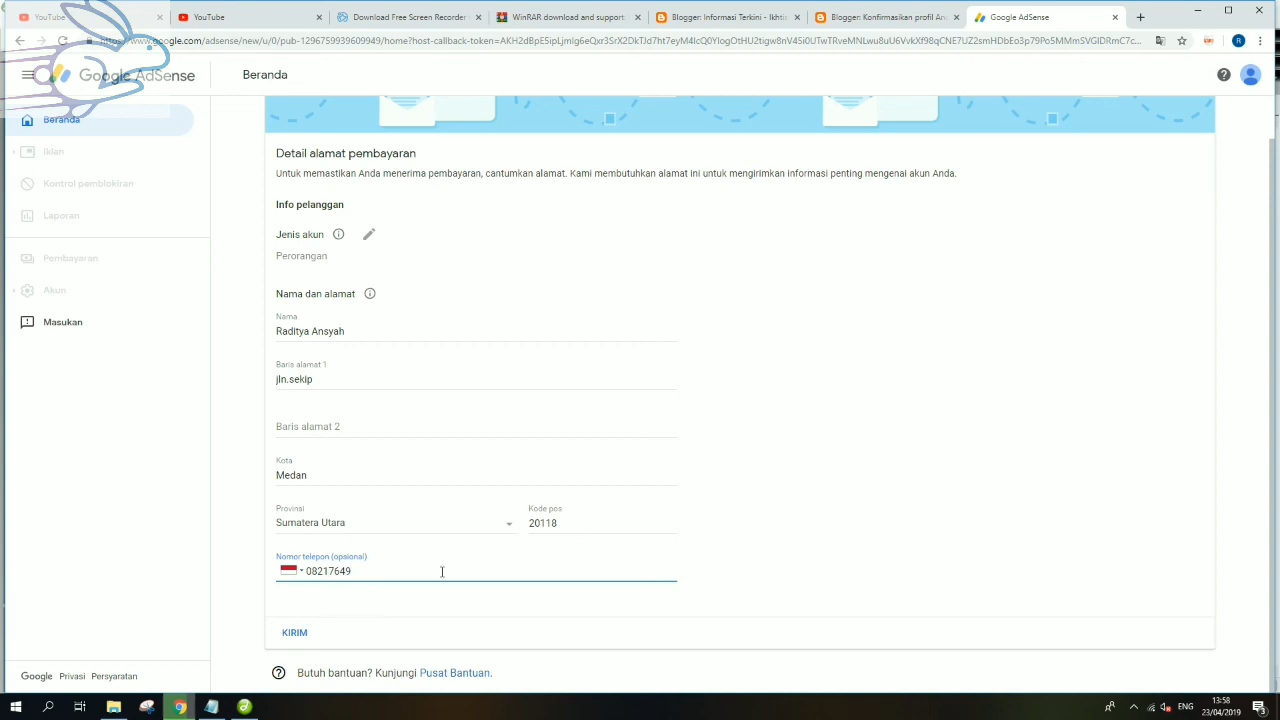 YouTube
YouTube
Download Free Screen Recorder
WinRAR download and support:
Blogger: Informasi Terkini - Ikhtis
Blogger: Konfirmasikan profil An
Google AdSense
Google AdSense
Beranda
Beranda
Iklan
Kontrol pemblokiran
Laporan
Pembayaran
Akun
Masukan
Detail alamat pembayaran
Untuk memastikan Anda menerima pembayaran, cantumkan alamat. Kami membutuhkan alamat ini untuk mengirimkan informasi penting mengenai akun Anda.
Info pelanggan
Jenis akun
Perorangan
Nama dan alamat
Nama
Raditya Ansyah
Baris alamat 1
jln.sekip
Baris alamat 2
Kota
Medan
Provinsi Kode pos
Sumatera Utara 20118
Nomor telepon (opsional)
08217649
KIRIM
Butuh bantuan? Kunjungi Pusat Bantuan.
Google Privasi Persyaratan
ENG
13:58
23/04/2019